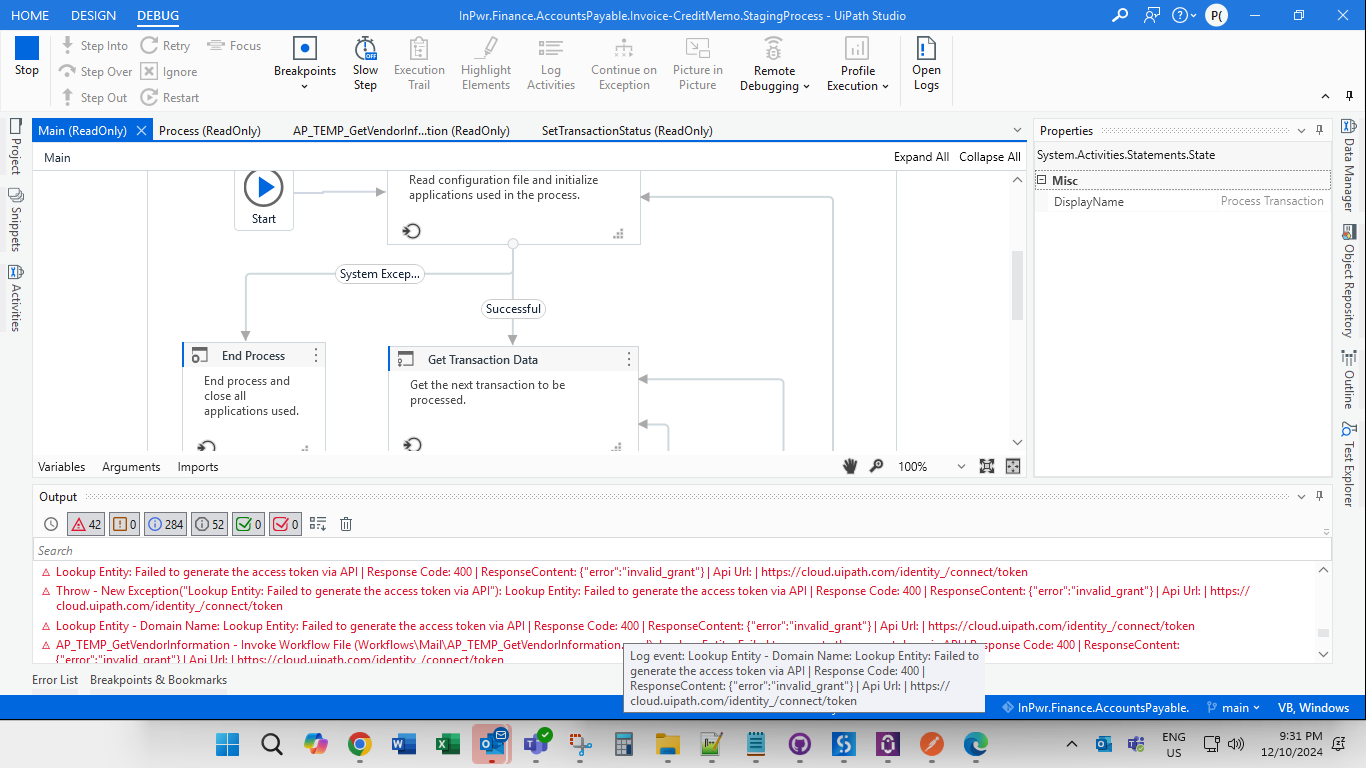 HOME DESIGN DEBUG InPwr.Finance.AccountsPayable.Invoice-CreditMemo.StagingProcess - UiPath Studio P(
Stop
Step Into Retry Focus
Step Over Ignore
Step Out Restart
Breakpoints
Slow Step
Execution Trail
Highlight Elements
Log Activities
Continue on Exception
Picture in Picture
Remote Debugging
Profile Execution
Open Logs
Project
Snippets
Activities
Main (ReadOnly) Process (ReadOnly) AP_TEMP_GetVendorInf...tion (ReadOnly) SetTransactionStatus (ReadOnly)
Main Expand All Collapse All
Start
Read configuration file and initialize
applications used in the process.
System Excep...
Successful
End Process
End process and
close all
applications used.
Get Transaction Data
Get the next transaction to be
processed.
Variables Arguments Imports 100%
Properties
System.Activities.Statements.State
Misc
DisplayName Process Transaction
Data Manager
Object Repository
Outline
Test Explorer
Output
42 0 284 52 0 0
Search
Lookup Entity: Failed to generate the access token via API | Response Code: 400 | ResponseContent: {"error":"invalid_grant"} | Api Url: | https://cloud.uipath.com/identity_/connect/token
Throw - New Exception("Lookup Entity: Failed to generate the access token via API"): Lookup Entity: Failed to generate the access token via API | Response Code: 400 | ResponseContent: {"error":"invalid_grant"} | Api Url: | https://
cloud.uipath.com/identity_/connect/token
Lookup Entity - Domain Name: Lookup Entity: Failed to generate the access token via API | Response Code: 400 | ResponseContent: {"error":"invalid_grant"} | Api Url: | https://cloud.uipath.com/identity_/connect/token
AP_TEMP_GetVendorInformation - Invoke Workflow File (Workflows\Mail\AP_TEMP_GetVendorInformation. Response Code: 400 | ResponseContent:
{"error":"invalid_grant"} | Api Url: | https://cloud.uipath.com/identity_/connect/token
Log event: Lookup Entity - Domain Name: Lookup Entity: Failed to
generate the access token via API | Response Code: 400 |
ResponseContent: {"error":"invalid_grant"} | Api Url: | https://
cloud.uipath.com/identity_/connect/token
Error List Breakpoints & Bookmarks
InPwr.Finance.AccountsPayable. main VB, Windows
ENG
US
9:31 PM
12/10/2024